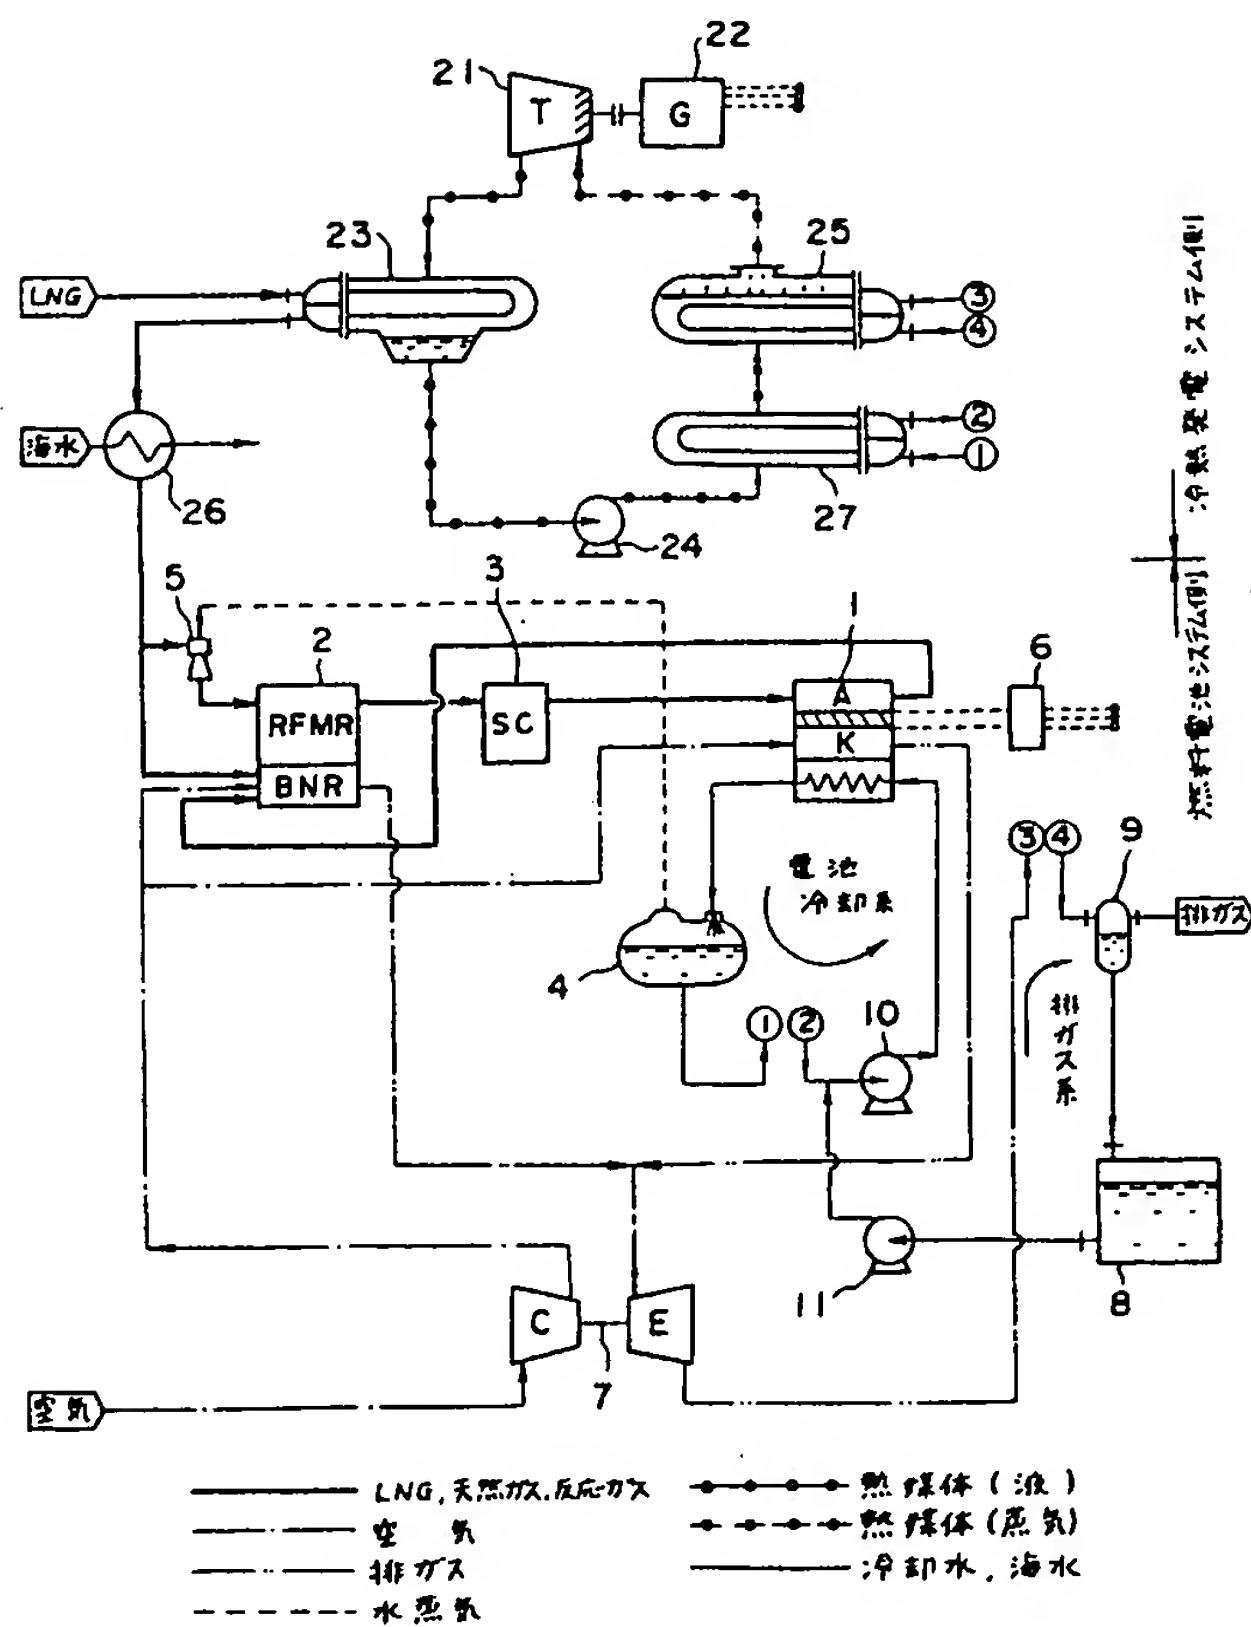 22
21
T
G
23
25
LNG
③
④
②
①
海水
26
27
24
冷熱発電システム側
燃料電池システム側
5
3
1
2
6
RFMR
SC
A
K
BNR
電池
冷却系
③
④
9
排ガス
4
①
②
10
排ガス系
11
8
C
E
7
空気
LNG, 天然ガス, 反応ガス
空 気
排ガス
水蒸気
熱媒体(液)
熱媒体(蒸気)
冷却水, 海水